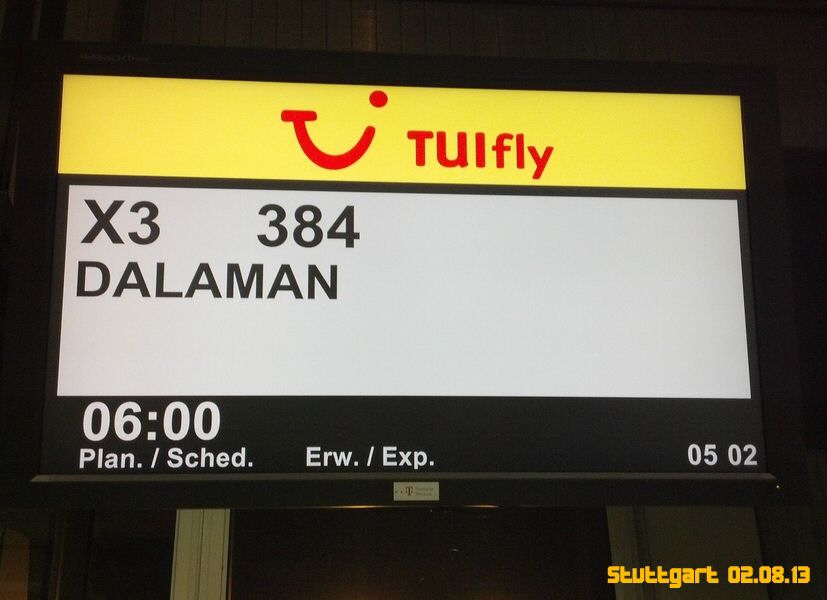 TUIfly
X3 384
DALAMAN
06:00
Plan. / Sched. Erw. / Exp. 05 02
Stuttgart 02.08.13